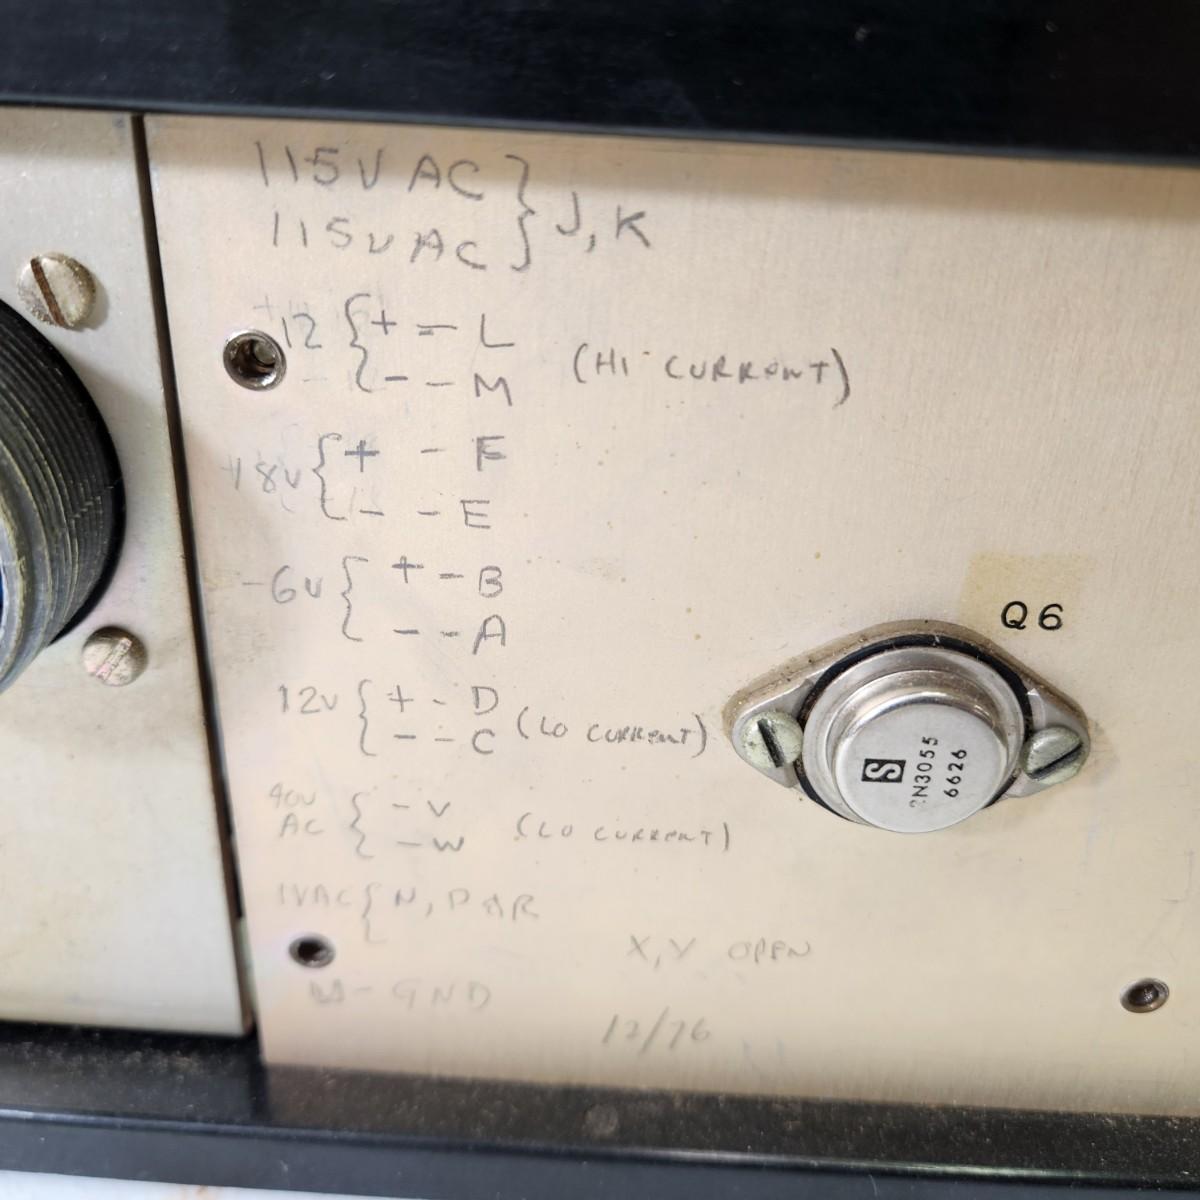 115V AC } J, K
115V AC
12 { + - L
- - M (HI CURRENT)
18V { + - F
- - E
-6V { + - B
- - A
12V { + - D
- - C (LO CURRENT)
40V { - V
AC - W (LO CURRENT)
1VAC { N, P & R
X, Y OPEN
- GND
12/76
Q6
S
2N3055
6626